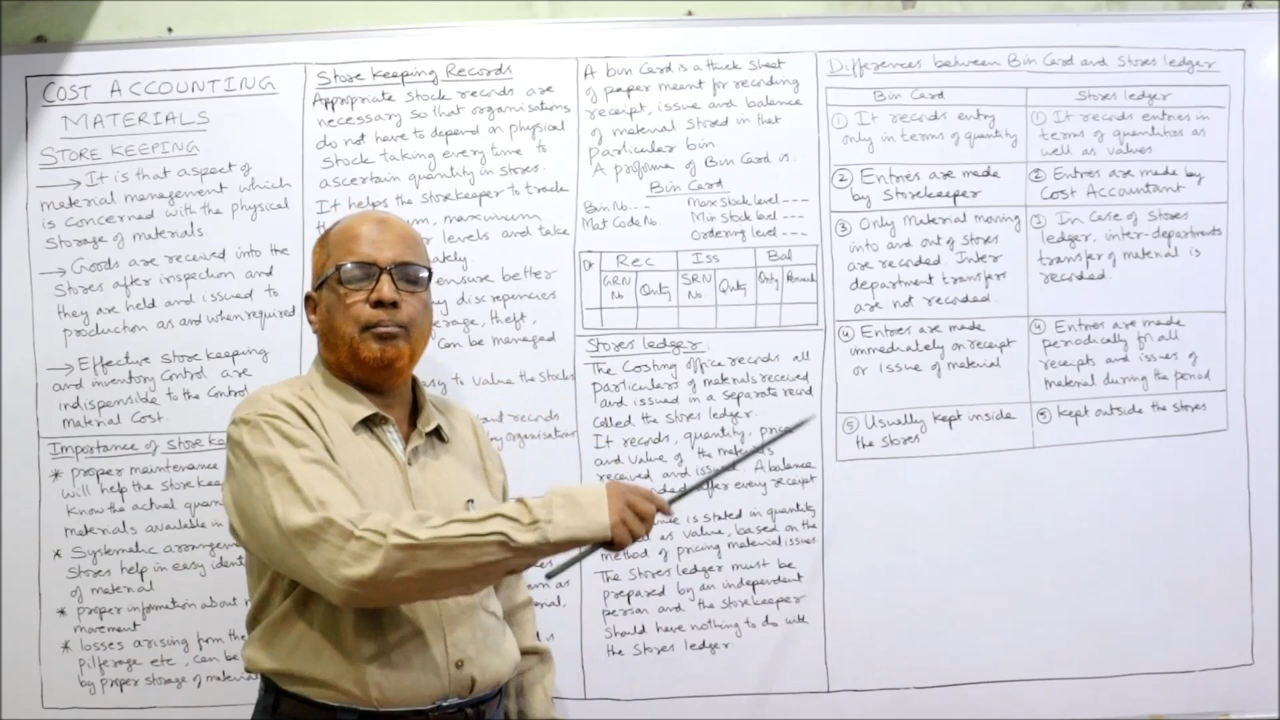 COST ACCOUNTING
MATERIALS
STORE KEEPING
→ It is that aspect of
material management which
is concerned with the physical
storage of materials.
→ Goods are received into the
stores after inspection and
they are held and issued to
production as and when required
→ Effective store keeping
and inventory control are
indispensible to the control
material cost.
Importance of store
* proper maintenance
will help the
know the actual
materials available in
* Systematic
stores help in easy
of material
* proper information about
movement
* losses arising from the
pilferage etc, can be
by proper storage of
Store keeping Records
Appropriate stock records are
necessary so that organisations
do not have to depend on physical
stock taking every time to
ascertain quantity in stores.
It helps the storekeeper to track
maximum
levels and take
ensure better
discrepencies
theft,
can be managed
easy to value the stocks
records
by organisations
as
A bin card is a thick sheet
of paper meant for recording
receipt, issue and balance
of material stored in that
particular bin.
A proforma of Bin Card is.
Bin Card
Bin No.... Max stock level ---
Mat Code No. Min stock level ---
Ordering level ---
Rec Iss Bal
GRN No Qnty SRN No Qnty Qnty
Stores ledger.
The costing office records all
particulars of materials received
and issued in a separate record
called the stores ledger.
It records, quantity,
and value of the materials
received and issued. A balance
after every receipt
is stated in quantity
as value, based on the
method of pricing material issues
The stores ledger must be
prepared by an independent
person and the storekeeper
should have nothing to do with
the stores ledger.
Differences between Bin Card and Stores ledger
Bin Card Stores ledger
① It records entry
only in terms of quantity
① It records entries in
terms of quantities as
well as values
② Entries are made
by storekeeper
② Entries are made by
Cost Accountant
③ Only Material moving
into and out of stores
are recorded. Inter
department transfers
are not recorded.
③ In case of stores
ledger, inter-departments
transfer of material is
recorded.
④ Entries are made
immediately on receipt
or issue of material
④ Entries are made
periodically for all
receipts and issues of
material during the period
⑤ Usually kept inside
the stores
⑤ kept outside the stores